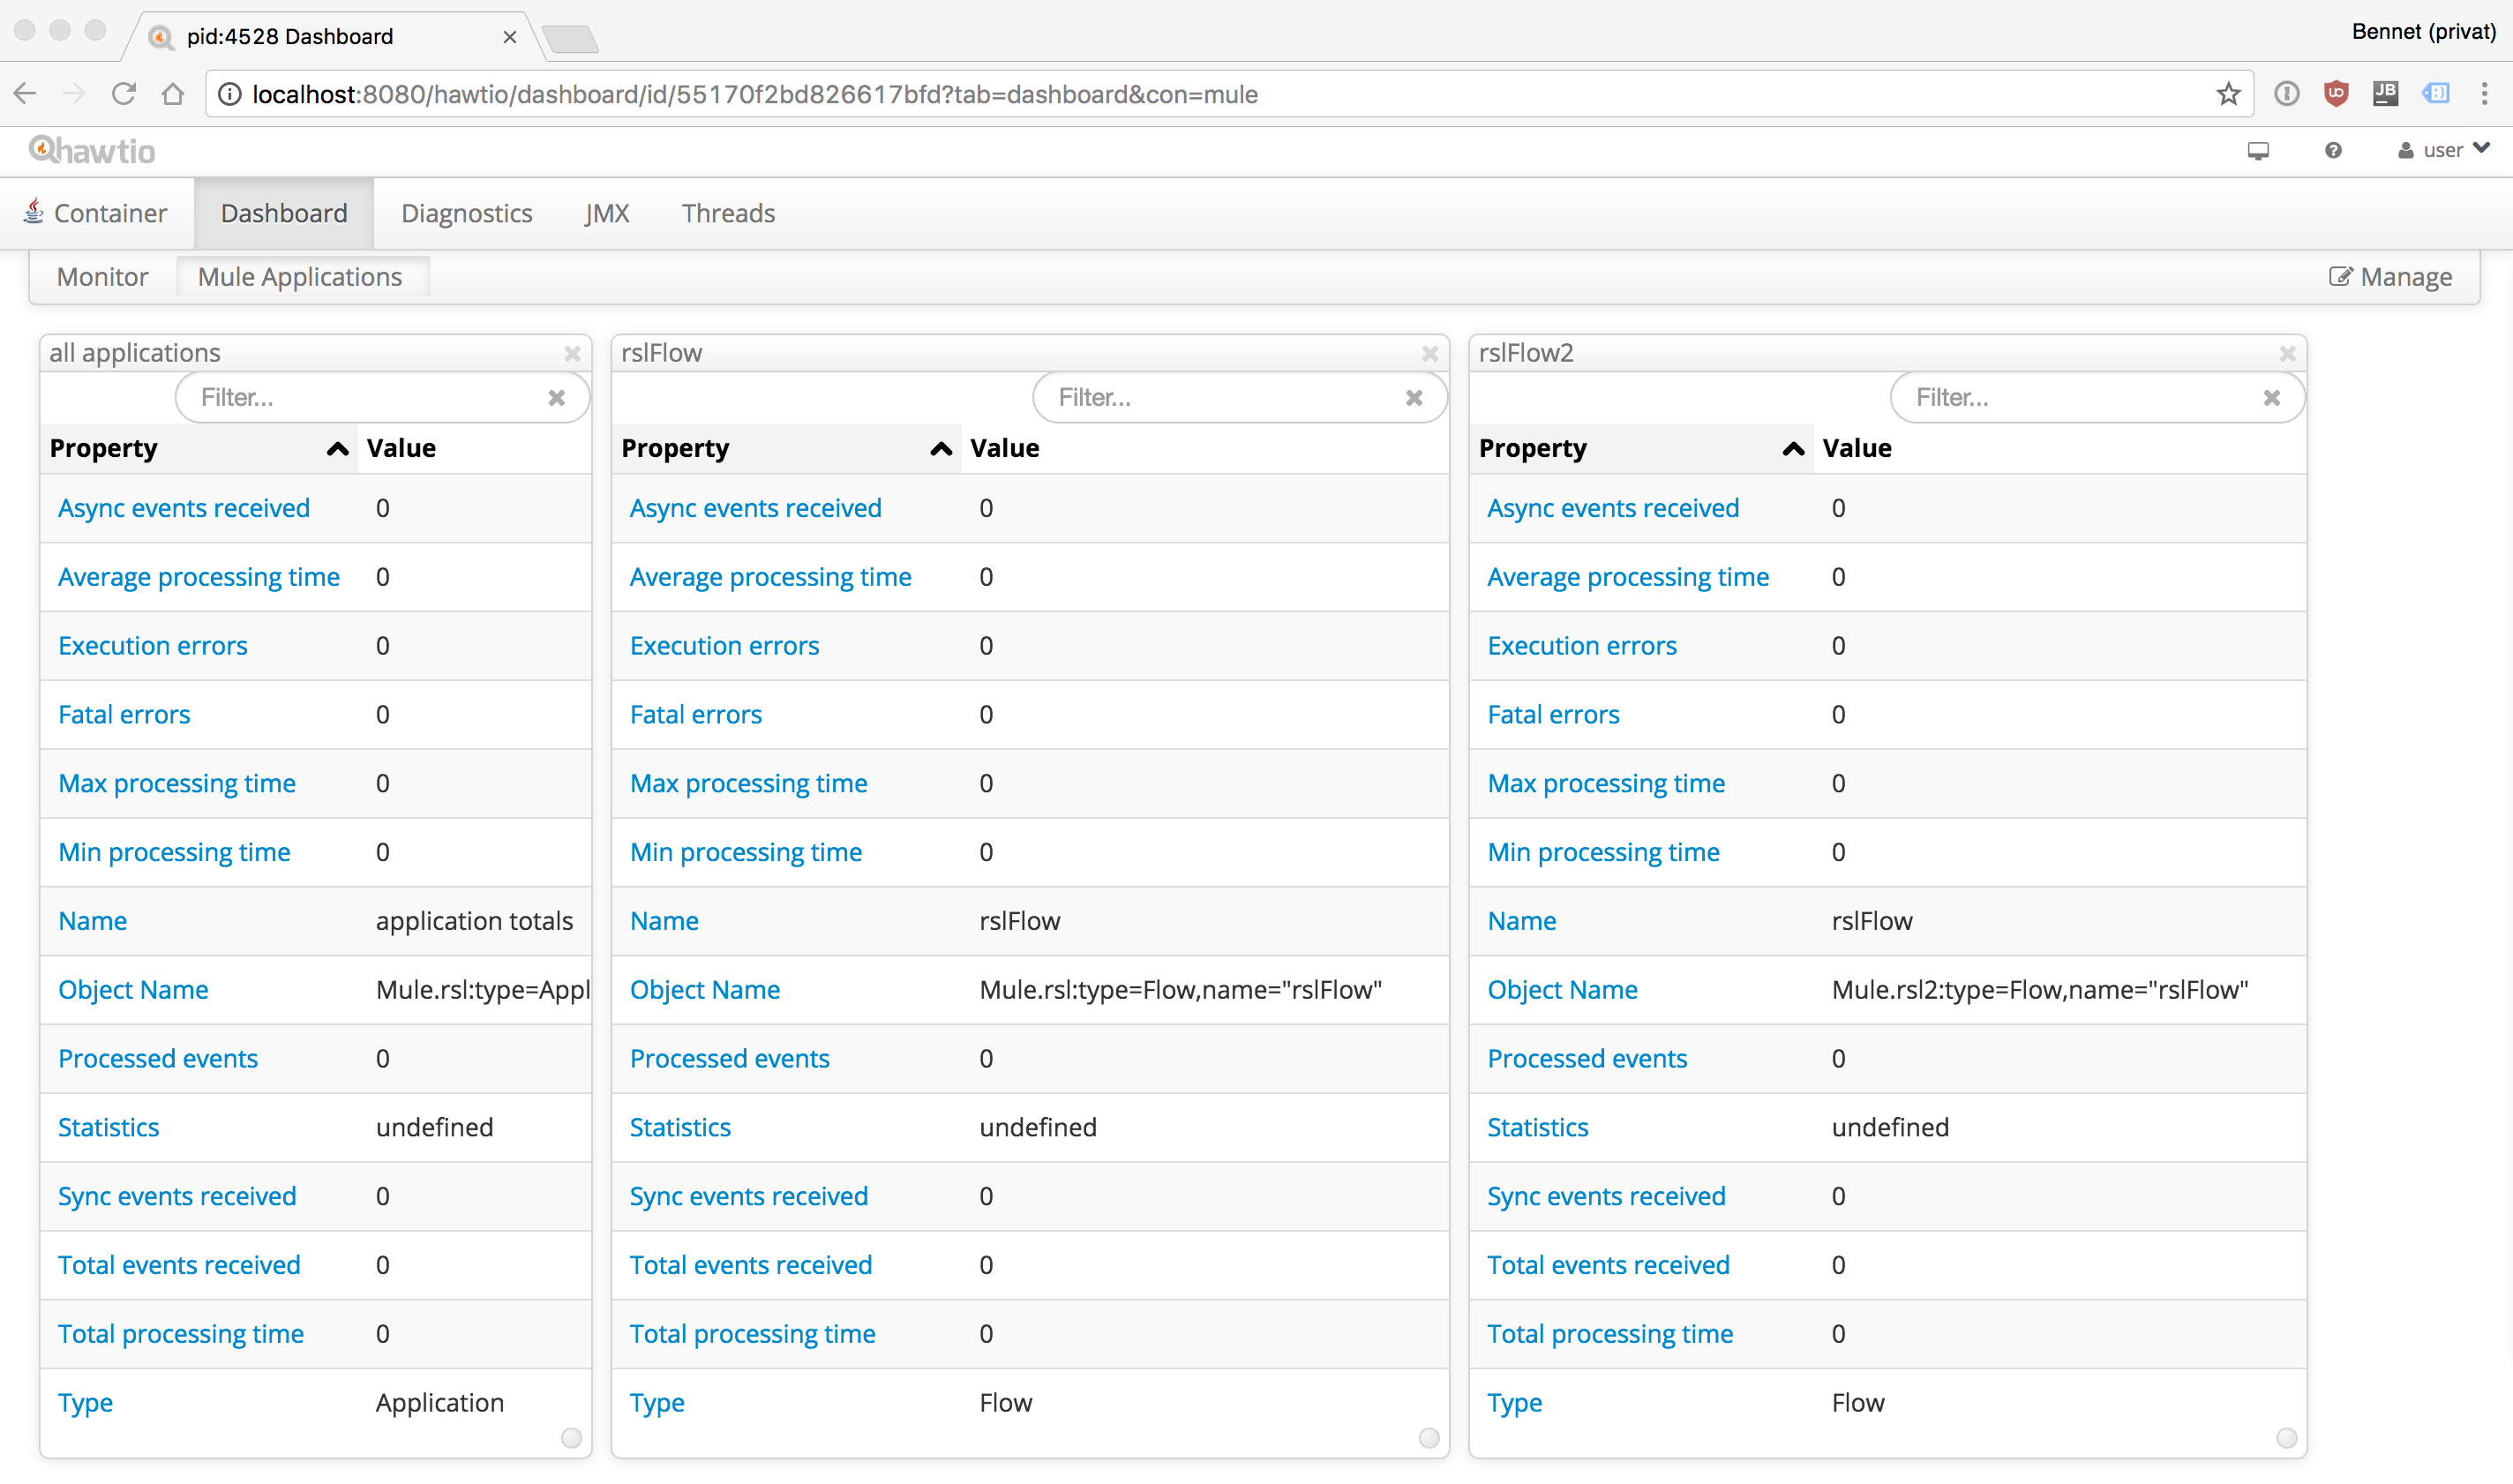 pid:4528 Dashboard
Bennet (privat)
localhost:8080/hawtio/dashboard/id/55170f2bd826617bfd?tab=dashboard&con=mule
hawtio
user
Container Dashboard Diagnostics JMX Threads
Monitor Mule Applications Manage
all applications
Filter...
Property Value
Async events received 0
Average processing time 0
Execution errors 0
Fatal errors 0
Max processing time 0
Min processing time 0
Name application totals
Object Name Mule.rsl:type=Appl
Processed events 0
Statistics undefined
Sync events received 0
Total events received 0
Total processing time 0
Type Application
rslFlow
Filter...
Property Value
Async events received 0
Average processing time 0
Execution errors 0
Fatal errors 0
Max processing time 0
Min processing time 0
Name rslFlow
Object Name Mule.rsl:type=Flow,name="rslFlow"
Processed events 0
Statistics undefined
Sync events received 0
Total events received 0
Total processing time 0
Type Flow
rslFlow2
Filter...
Property Value
Async events received 0
Average processing time 0
Execution errors 0
Fatal errors 0
Max processing time 0
Min processing time 0
Name rslFlow
Object Name Mule.rsl2:type=Flow,name="rslFlow"
Processed events 0
Statistics undefined
Sync events received 0
Total events received 0
Total processing time 0
Type Flow